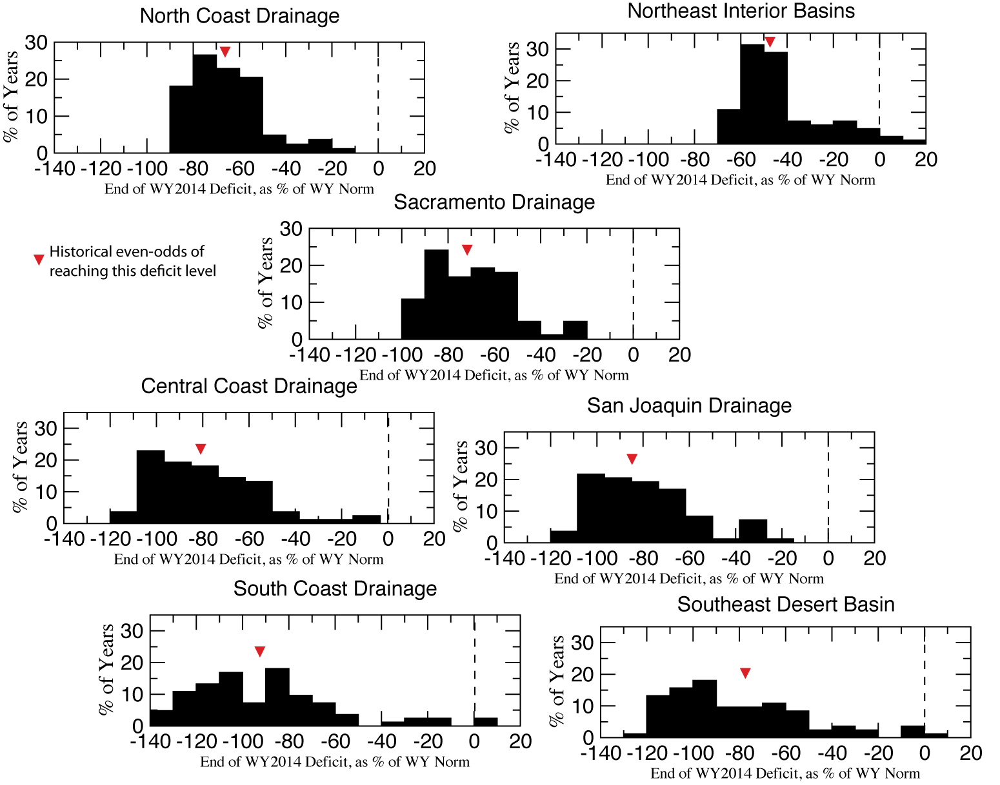 North Coast Drainage
% of Years
30
20
10
0
-140 -120 -100 -80 -60 -40 -20 0 20
End of WY2014 Deficit, as % of WY Norm
Northeast Interior Basins
% of Years
30
20
10
0
-140 -120 -100 -80 -60 -40 -20 0 20
End of WY2014 Deficit, as % of WY Norm
Sacramento Drainage
% of Years
30
20
10
0
-140 -120 -100 -80 -60 -40 -20 0 20
End of WY2014 Deficit, as % of WY Norm
Historical even-odds of
reaching this deficit level
Central Coast Drainage
% of Years
30
20
10
0
-140 -120 -100 -80 -60 -40 -20 0 20
End of WY2014 Deficit, as % of WY Norm
San Joaquin Drainage
% of Years
30
20
10
0
-140 -120 -100 -80 -60 -40 -20 0 20
End of WY2014 Deficit, as % of WY Norm
South Coast Drainage
% of Years
30
20
10
0
-140 -120 -100 -80 -60 -40 -20 0 20
End of WY2014 Deficit, as % of WY Norm
Southeast Desert Basin
% of Years
30
20
10
0
-140 -120 -100 -80 -60 -40 -20 0 20
End of WY2014 Deficit, as % of WY Norm